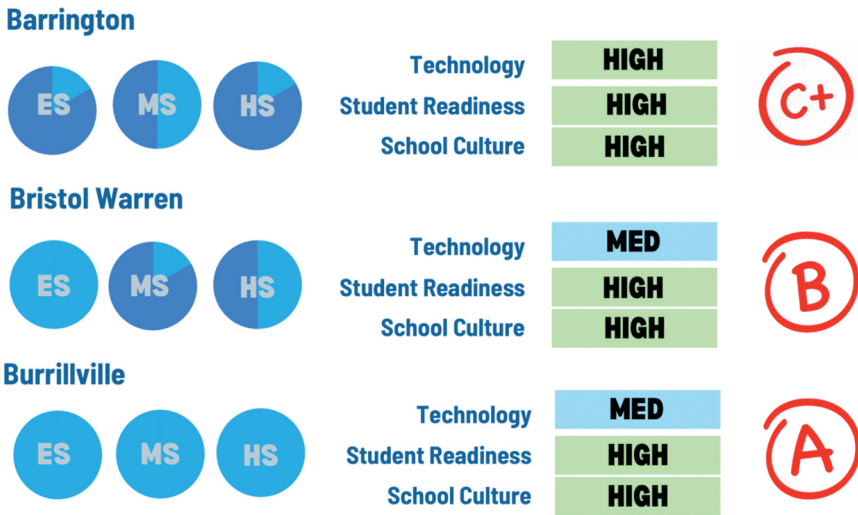 Barrington
ES MS HS
Technology HIGH
Student Readiness HIGH
School Culture HIGH
C+
Bristol Warren
ES MS HS
Technology MED
Student Readiness HIGH
School Culture HIGH
B
Burrillville
ES MS HS
Technology MED
Student Readiness HIGH
School Culture HIGH
A